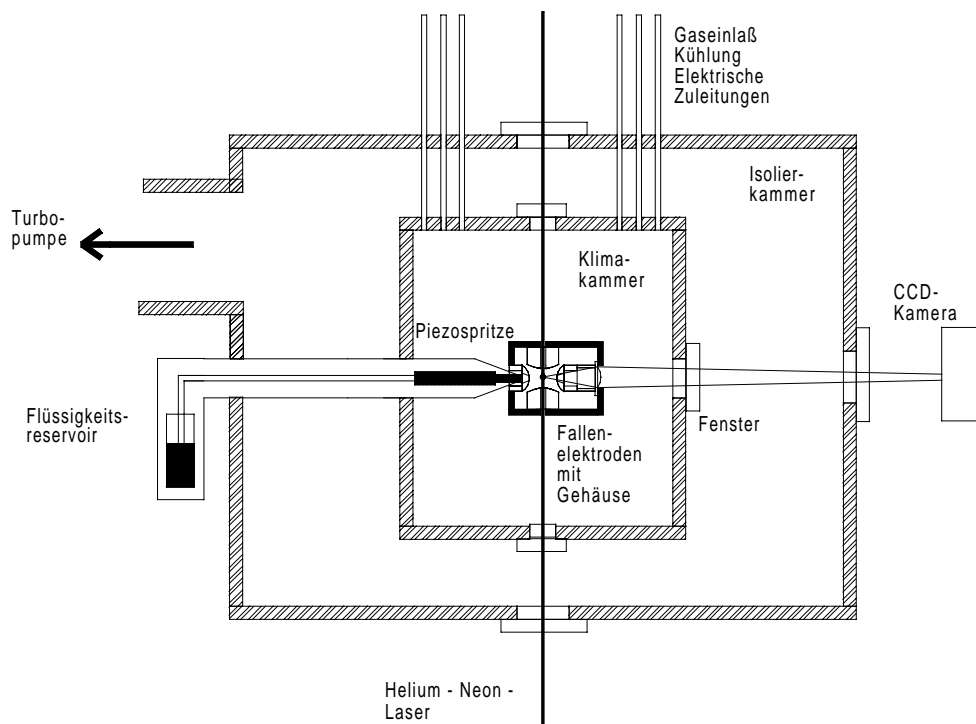 Gaseinlaß
Kühlung
Elektrische
Zuleitungen
Isolier-
kammer
Turbo-
pumpe
Klima-
kammer
CCD-
Kamera
Piezospritze
Flüssigkeits-
reservoir
Fenster
Fallen-
elektroden
mit
Gehäuse
Helium - Neon -
Laser